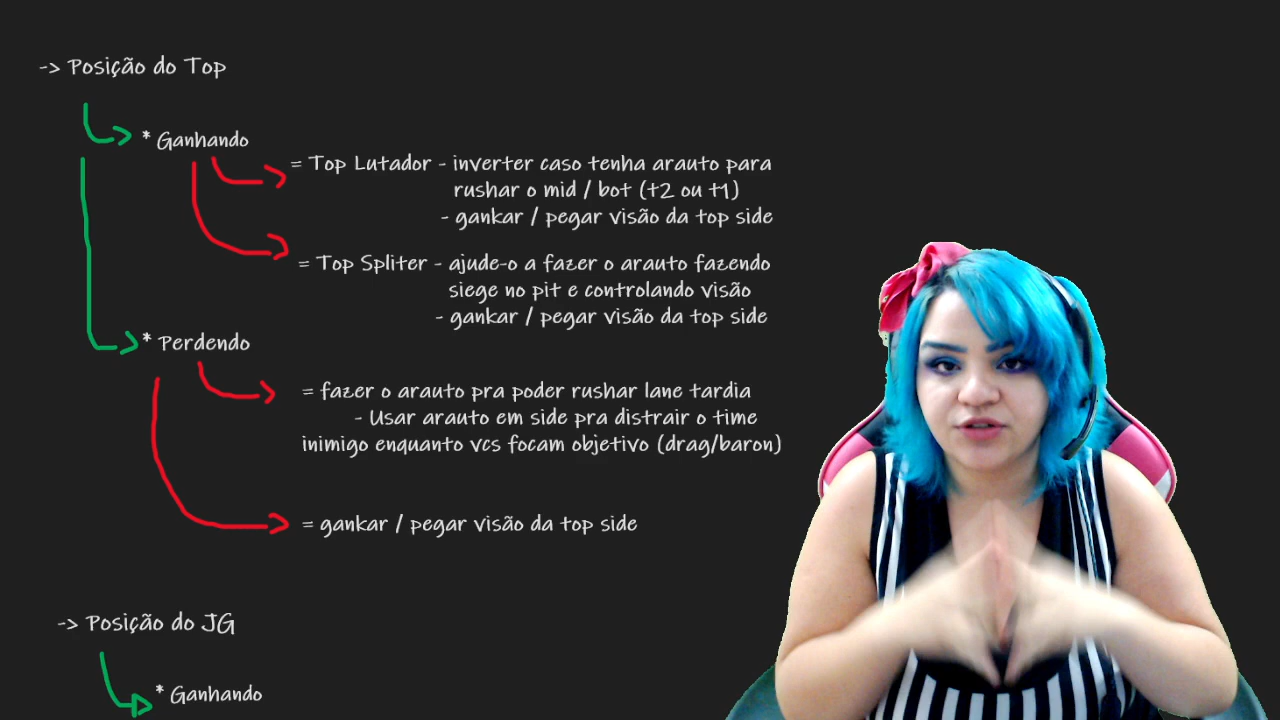 -> Posição do Top
* Ganhando
= Top Lutador - inverter caso tenha arauto para
rushar o mid / bot (t2 ou t1)
- gankar / pegar visão da top side
= Top Spliter - ajude-o a fazer o arauto fazendo
siege no pit e controlando visão
- gankar / pegar visão da top side
* Perdendo
= fazer o arauto pra poder rushar lane tardia
- Usar arauto em side pra distrair o time
inimigo enquanto vcs focam objetivo (drag/baron)
= gankar / pegar visão da top side
-> Posição do JG
* Ganhando